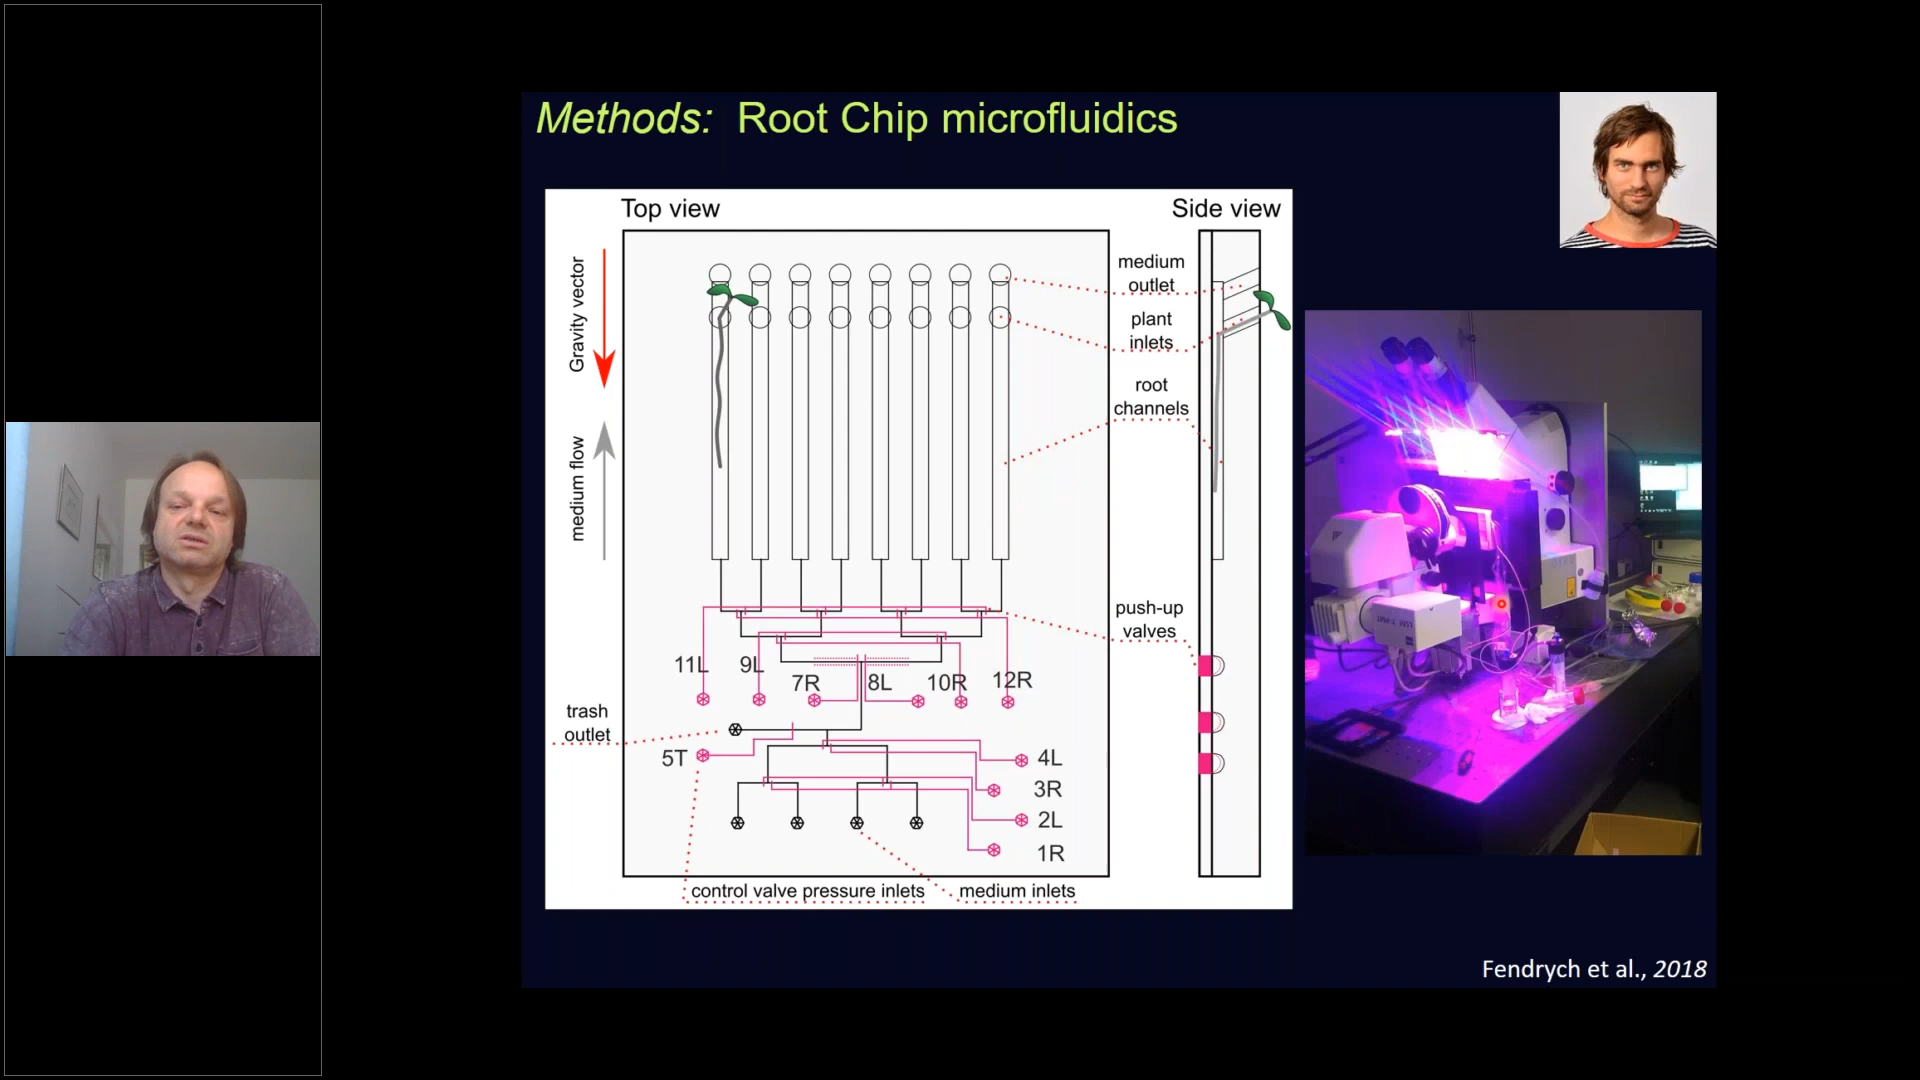 Methods: Root Chip microfluidics
Top view
Side view
Gravity vector
medium flow
medium
outlet
plant
inlets
root
channels
push-up
valves
11L
9L
7R
8L
10R
12R
trash
outlet
5T
4L
3R
2L
1R
control valve pressure inlets
medium inlets
Fendrych et al., 2018